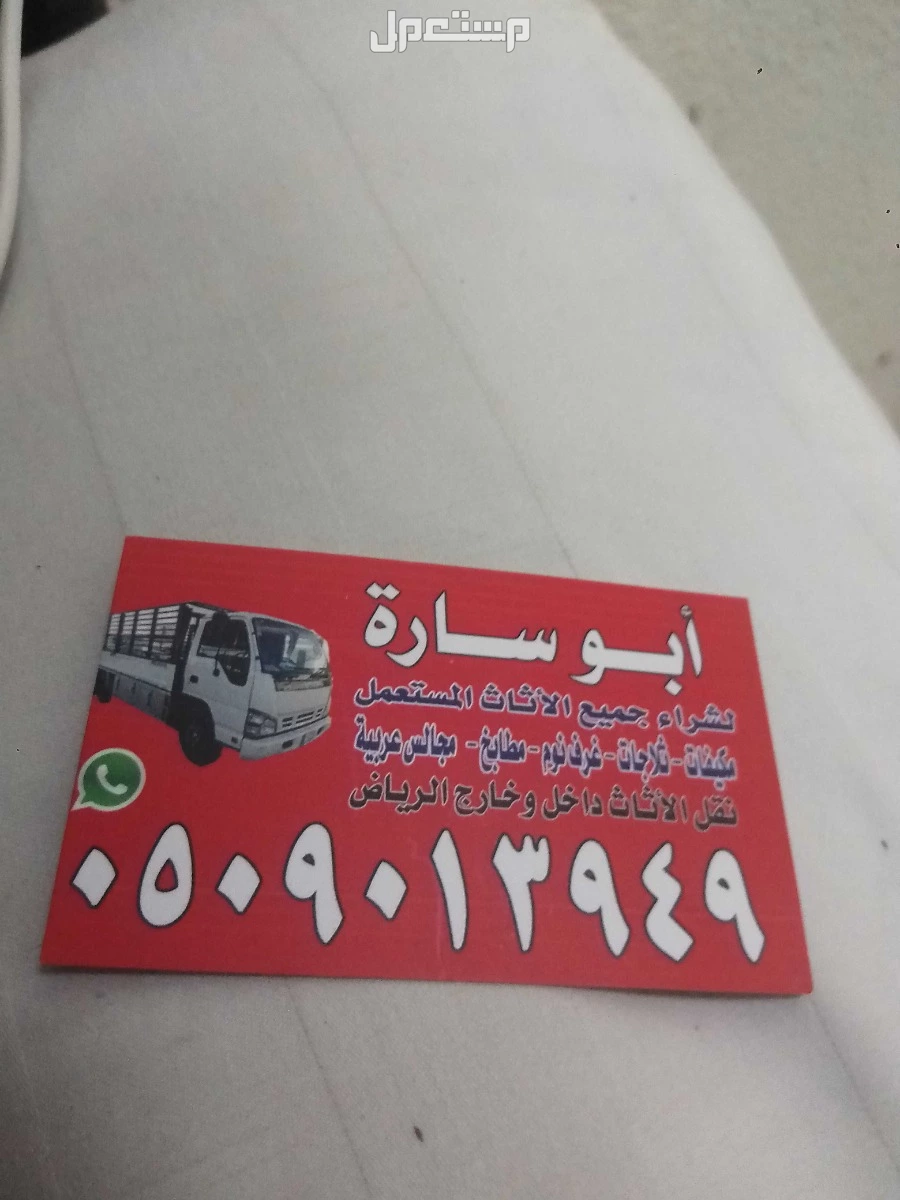 مستعمل
أبو سارة
لشراء جميع الأثاث المستعمل
مكيفات - ثلاجات - غرف نوم - مطابخ - مجالس عربية
نقل الأثاث داخل وخارج الرياض
٠٥٠٩٠١٣٩٤٩